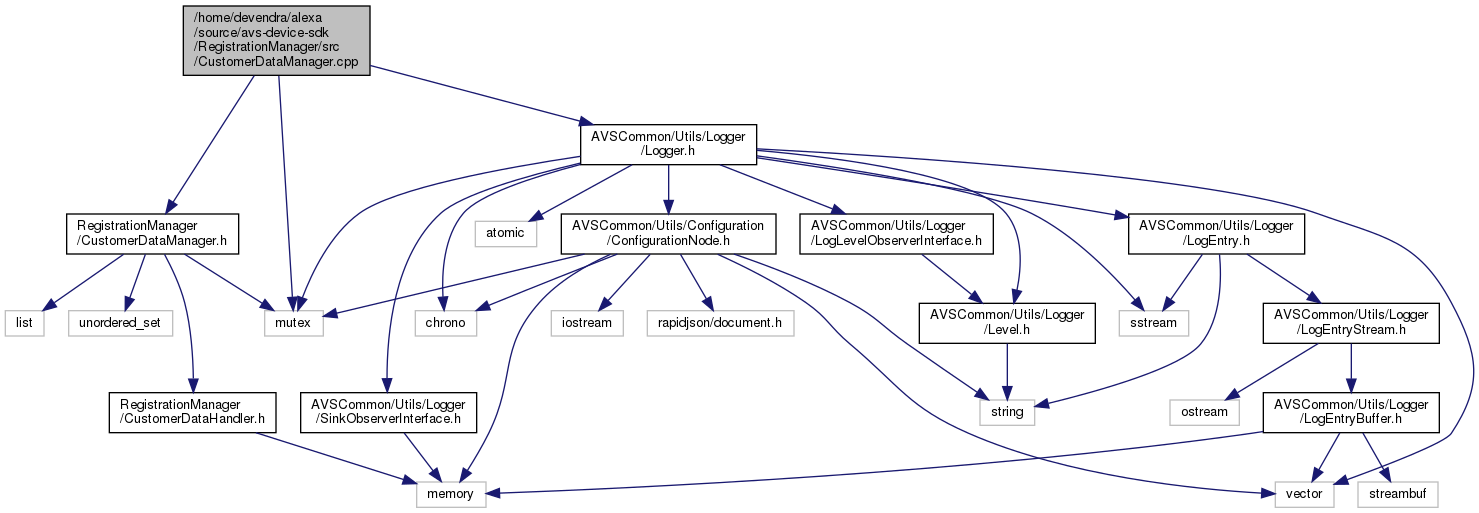 /home/devendra/alexa
/source/avs-device-sdk
/RegistrationManager/src
/CustomerDataManager.cpp
AVSCommon/Utils/Logger
/Logger.h
RegistrationManager
/CustomerDataManager.h
atomic
AVSCommon/Utils/Configuration
/ConfigurationNode.h
AVSCommon/Utils/Logger
/LogLevelObserverInterface.h
AVSCommon/Utils/Logger
/LogEntry.h
list
unordered_set
mutex
chrono
iostream
rapidjson/document.h
AVSCommon/Utils/Logger
/Level.h
sstream
AVSCommon/Utils/Logger
/LogEntryStream.h
RegistrationManager
/CustomerDataHandler.h
AVSCommon/Utils/Logger
/SinkObserverInterface.h
string
ostream
AVSCommon/Utils/Logger
/LogEntryBuffer.h
memory
vector
streambuf